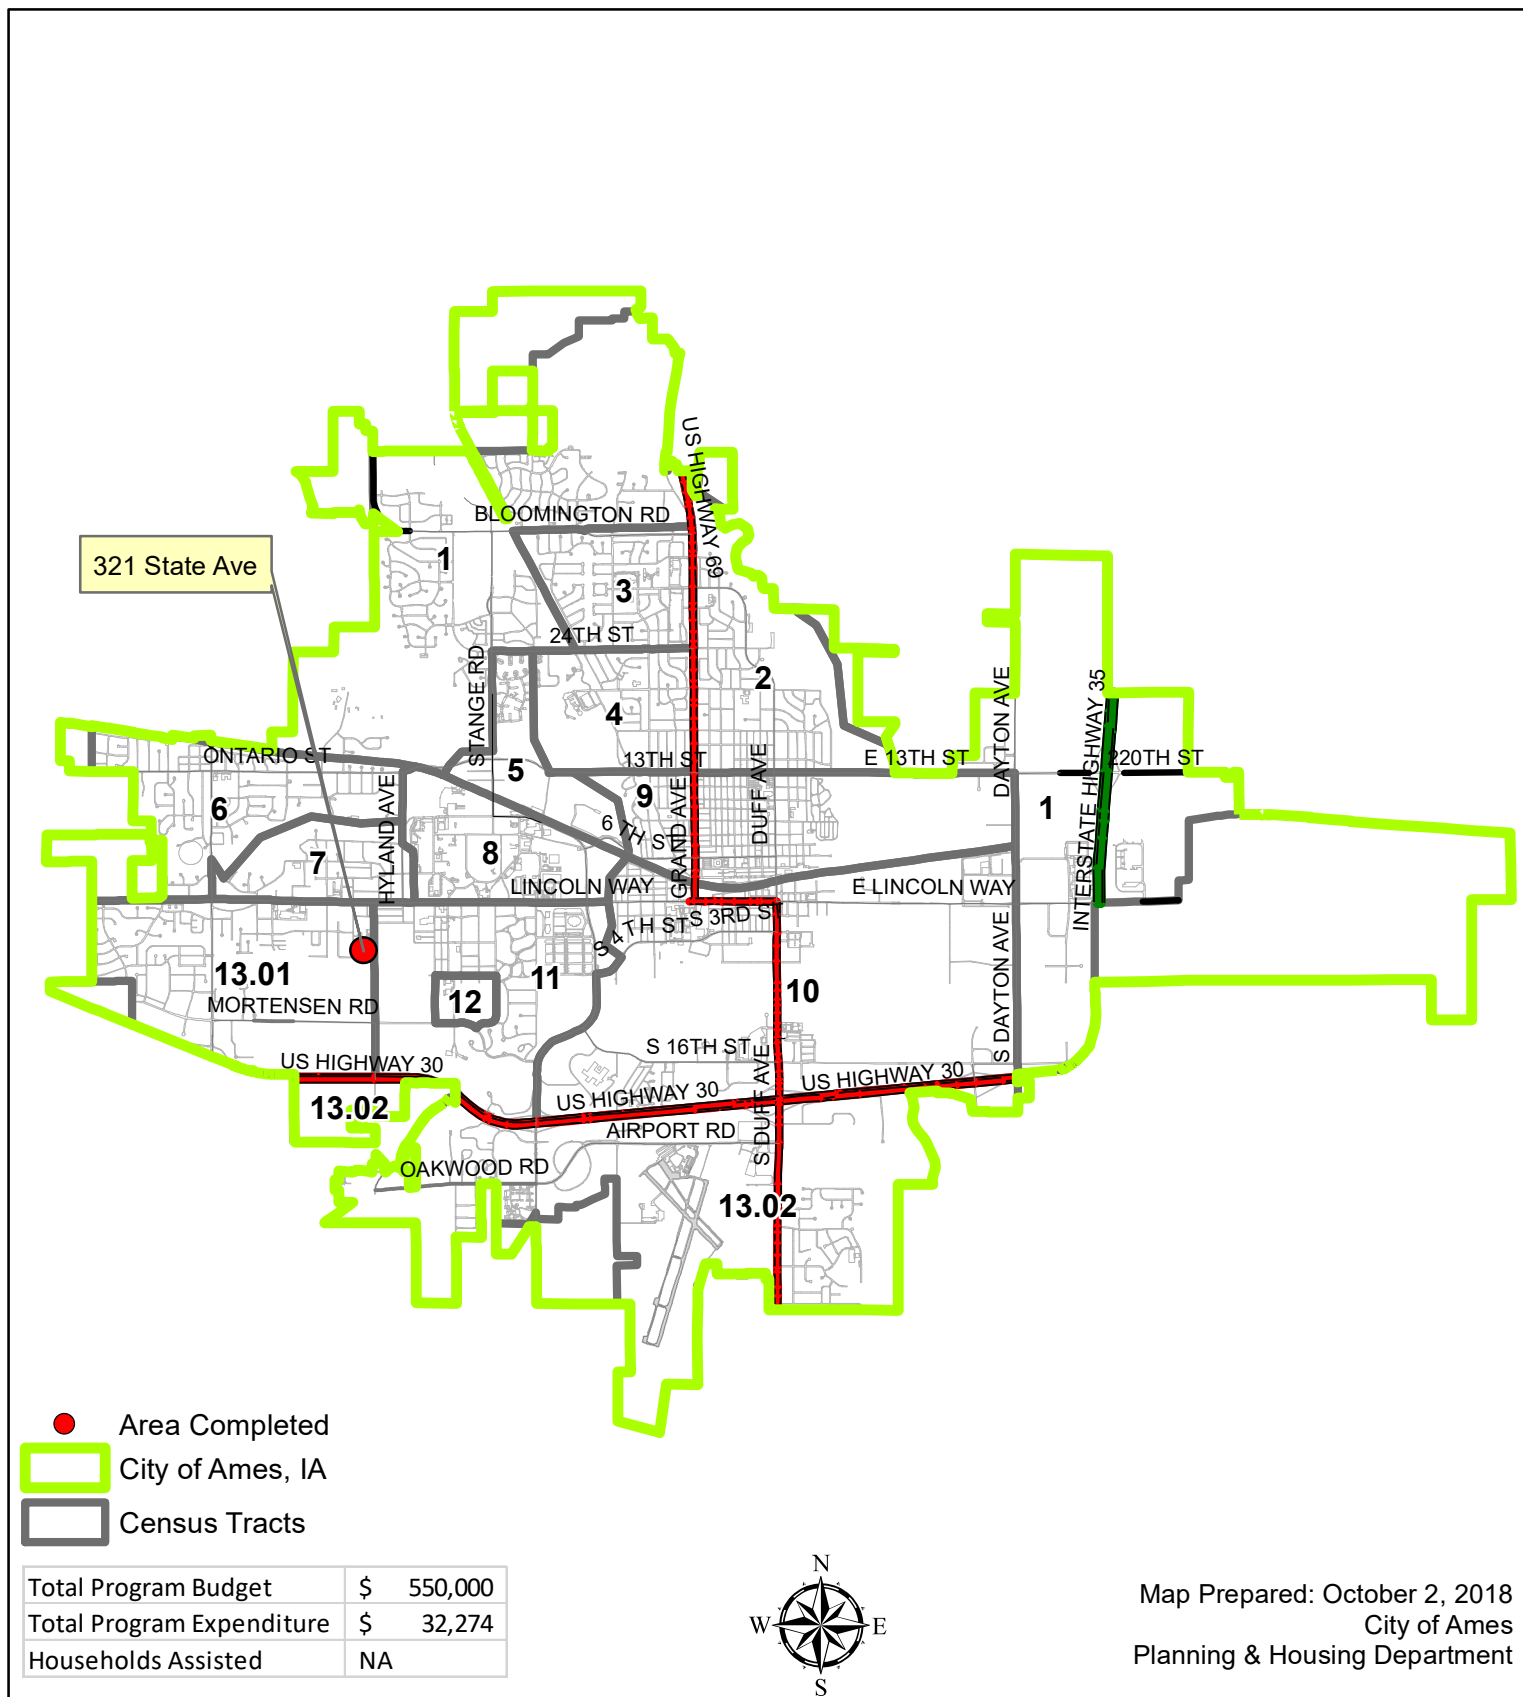 US HIGHWAY 69
BLOOMINGTON RD
1
321 State Ave
3
24TH ST
STANGE RD
2
4
DAYTON AVE
INTERSTATE HIGHWAY 35
ONTARIO ST
5
13TH ST
E 13TH ST
220TH ST
6
HYLAND AVE
9
6 TH ST
GRAND AVE
DUFF AVE
1
7
8
LINCOLN WAY
E LINCOLN WAY
S 4 TH ST
S 3RD ST
13.01
12
11
10
MORTENSEN RD
S DAYTON AVE
S 16TH ST
US HIGHWAY 30
US HIGHWAY 30
US HIGHWAY 30
13.02
S DUFF AVE
AIRPORT RD
OAKWOOD RD
13.02
Area Completed
City of Ames, IA
Census Tracts
Total Program Budget $ 550,000
Total Program Expenditure $ 32,274
Households Assisted NA
N
W E
S
Map Prepared: October 2, 2018
City of Ames
Planning & Housing Department